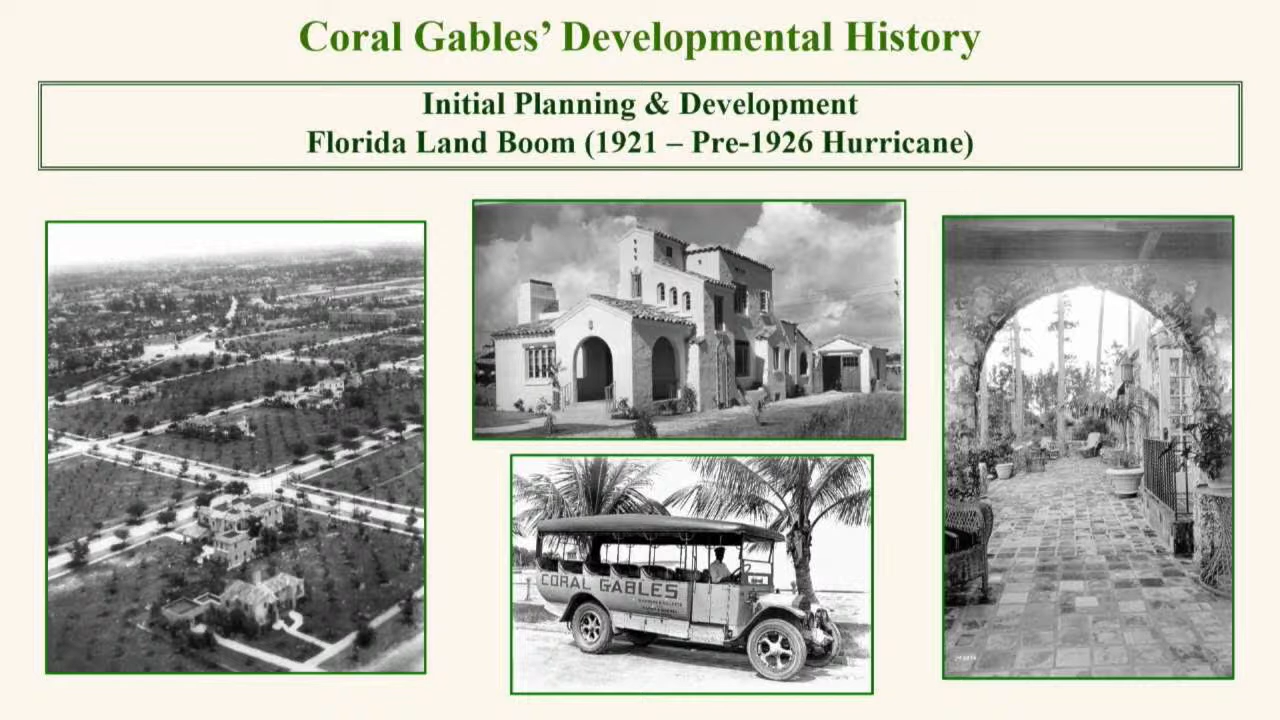 Coral Gables’ Developmental History
Initial Planning & Development
Florida Land Boom (1921 – Pre-1926 Hurricane)
CORAL GABLES